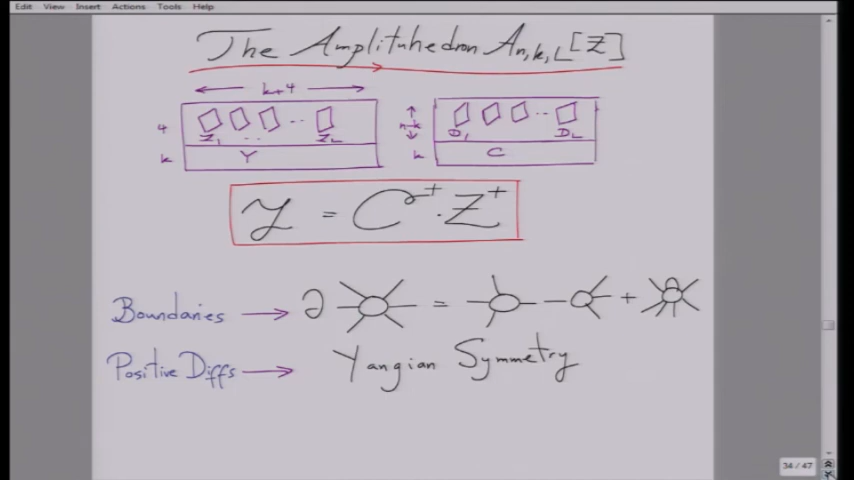 Edit View Insert Actions Tools Help
The Amplituhedron An,k,L[Z]
k+4
4 Z1 .. ZL
k Y
n-k D1 DL
k C
Y = C+ . Z+
Boundaries → ∂ = +
Positive Diffs → Yangian Symmetry
34 / 47